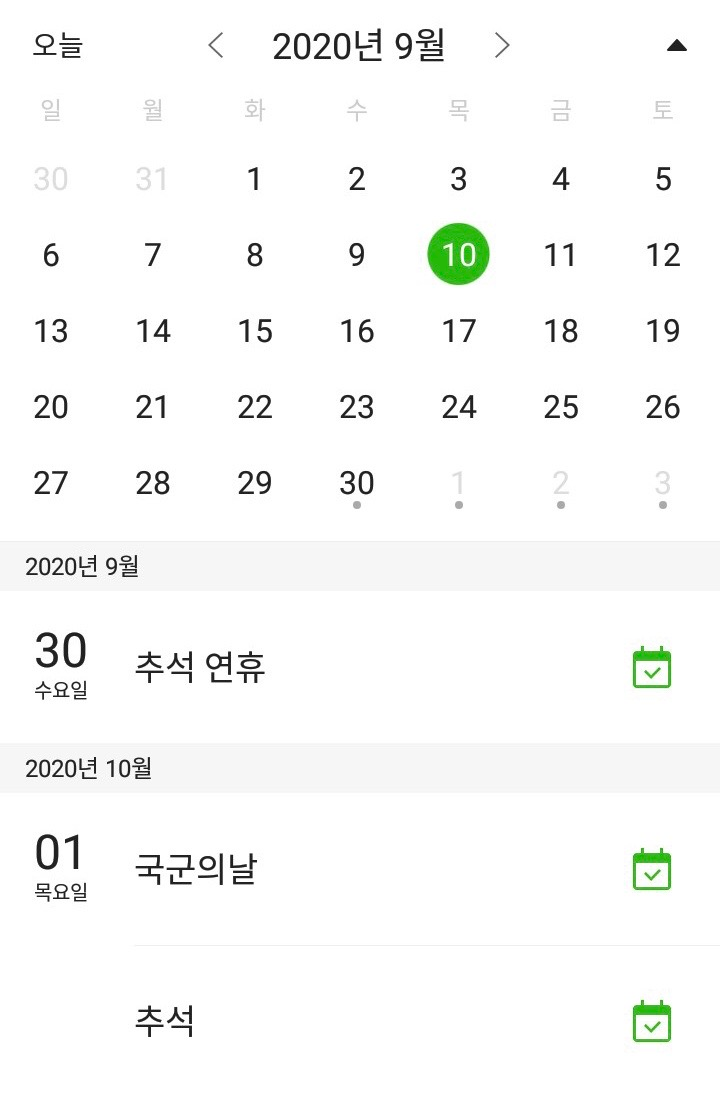 오늘 2020년 9월
일 월 화 수 목 금 토
30 31 1 2 3 4 5
6 7 8 9 10 11 12
13 14 15 16 17 18 19
20 21 22 23 24 25 26
27 28 29 30 1 2 3
2020년 9월
30 추석 연휴
수요일
2020년 10월
01 국군의날
목요일
추석